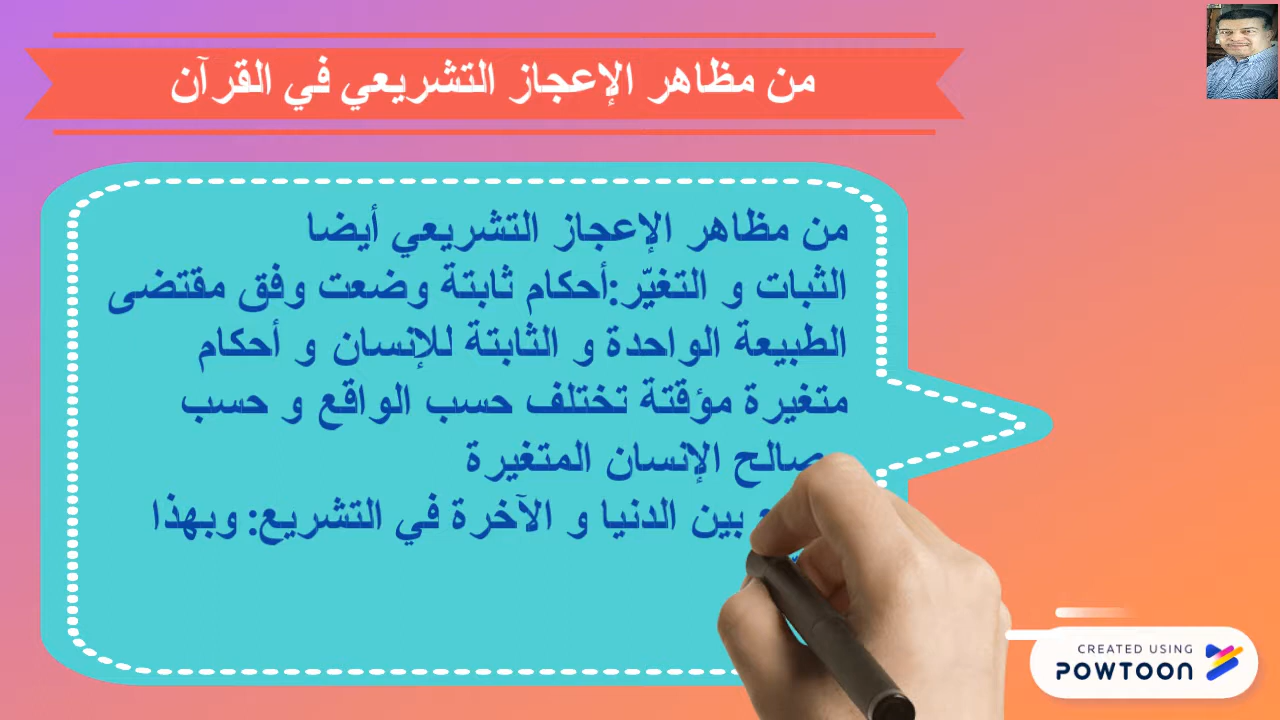 من مظاهر الإعجاز التشريعي في القرآن
من مظاهر الإعجاز التشريعي أيضا
الثبات و التغيّر:أحكام ثابتة وضعت وفق مقتضى
الطبيعة الواحدة و الثابتة للإنسان و أحكام
متغيرة مؤقتة تختلف حسب الواقع و حسب
الإنسان المتغيرة
بين الدنيا و الآخرة في التشريع: وبهذا
CREATED USING
POWTOON